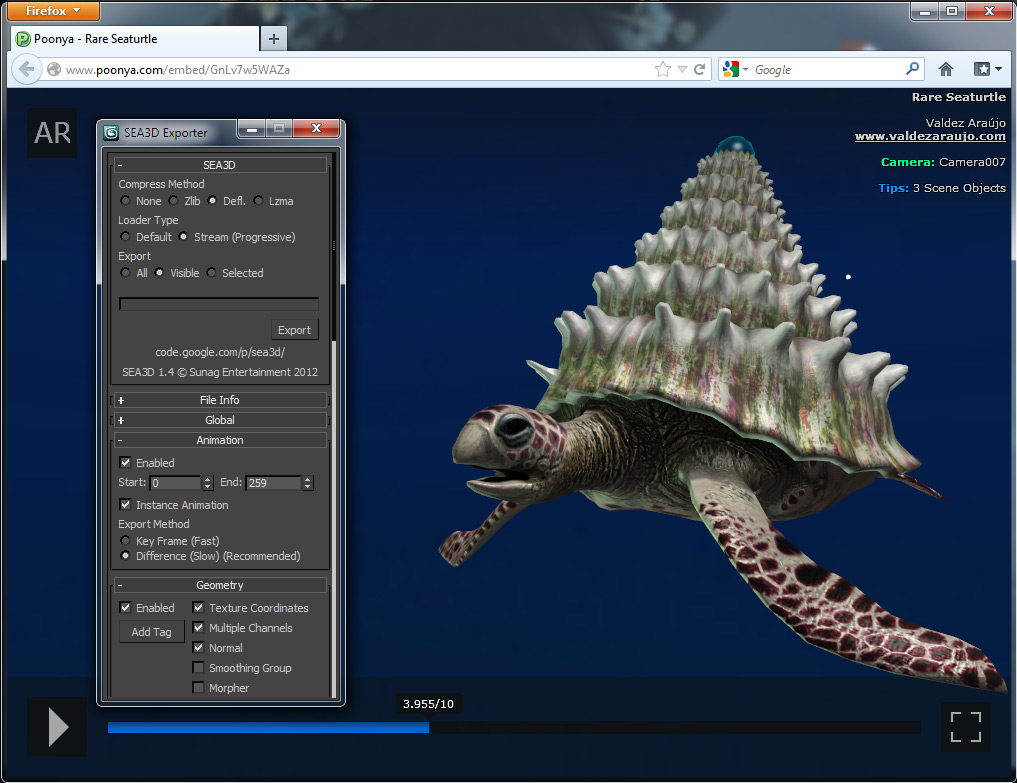 Firefox
Poonya - Rare Seaturtle
www.poonya.com/embed/GnLv7w5WAZa
Google
Rare Seaturtle
Valdez Araújo
www.valdezaraujo.com
Camera: Camera007
Tips: 3 Scene Objects
AR
SEA3D Exporter
- SEA3D
Compress Method
None Zlib Defl. Lzma
Loader Type
Default Stream (Progressive)
Export
All Visible Selected
Export
code.google.com/p/sea3d/
SEA3D 1.4 © Sunag Entertainment 2012
+ File Info
+ Global
- Animation
Enabled
Start: 0 End: 259
Instance Animation
Export Method
Key Frame (Fast)
Difference (Slow) (Recommended)
- Geometry
Enabled Texture Coordinates
Add Tag Multiple Channels
Normal
Smoothing Group
Morpher
3.955/10